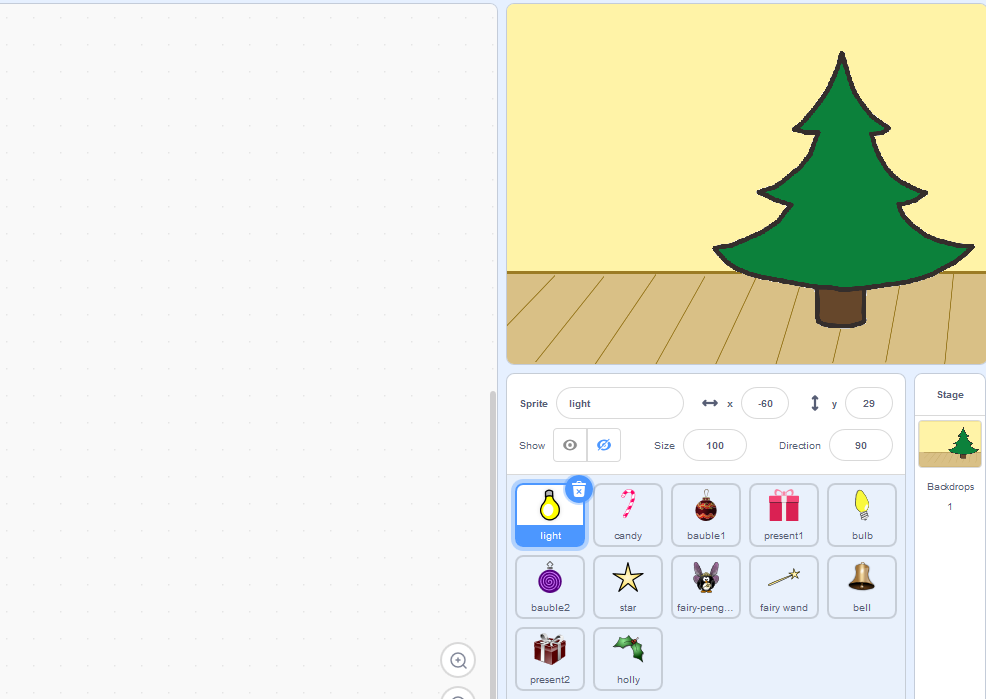 Sprite light x -60 y 29
Show Size 100 Direction 90
Stage
Backdrops
1
light candy bauble1 present1 bulb
bauble2 star fairy-peng... fairy wand bell
present2 holly